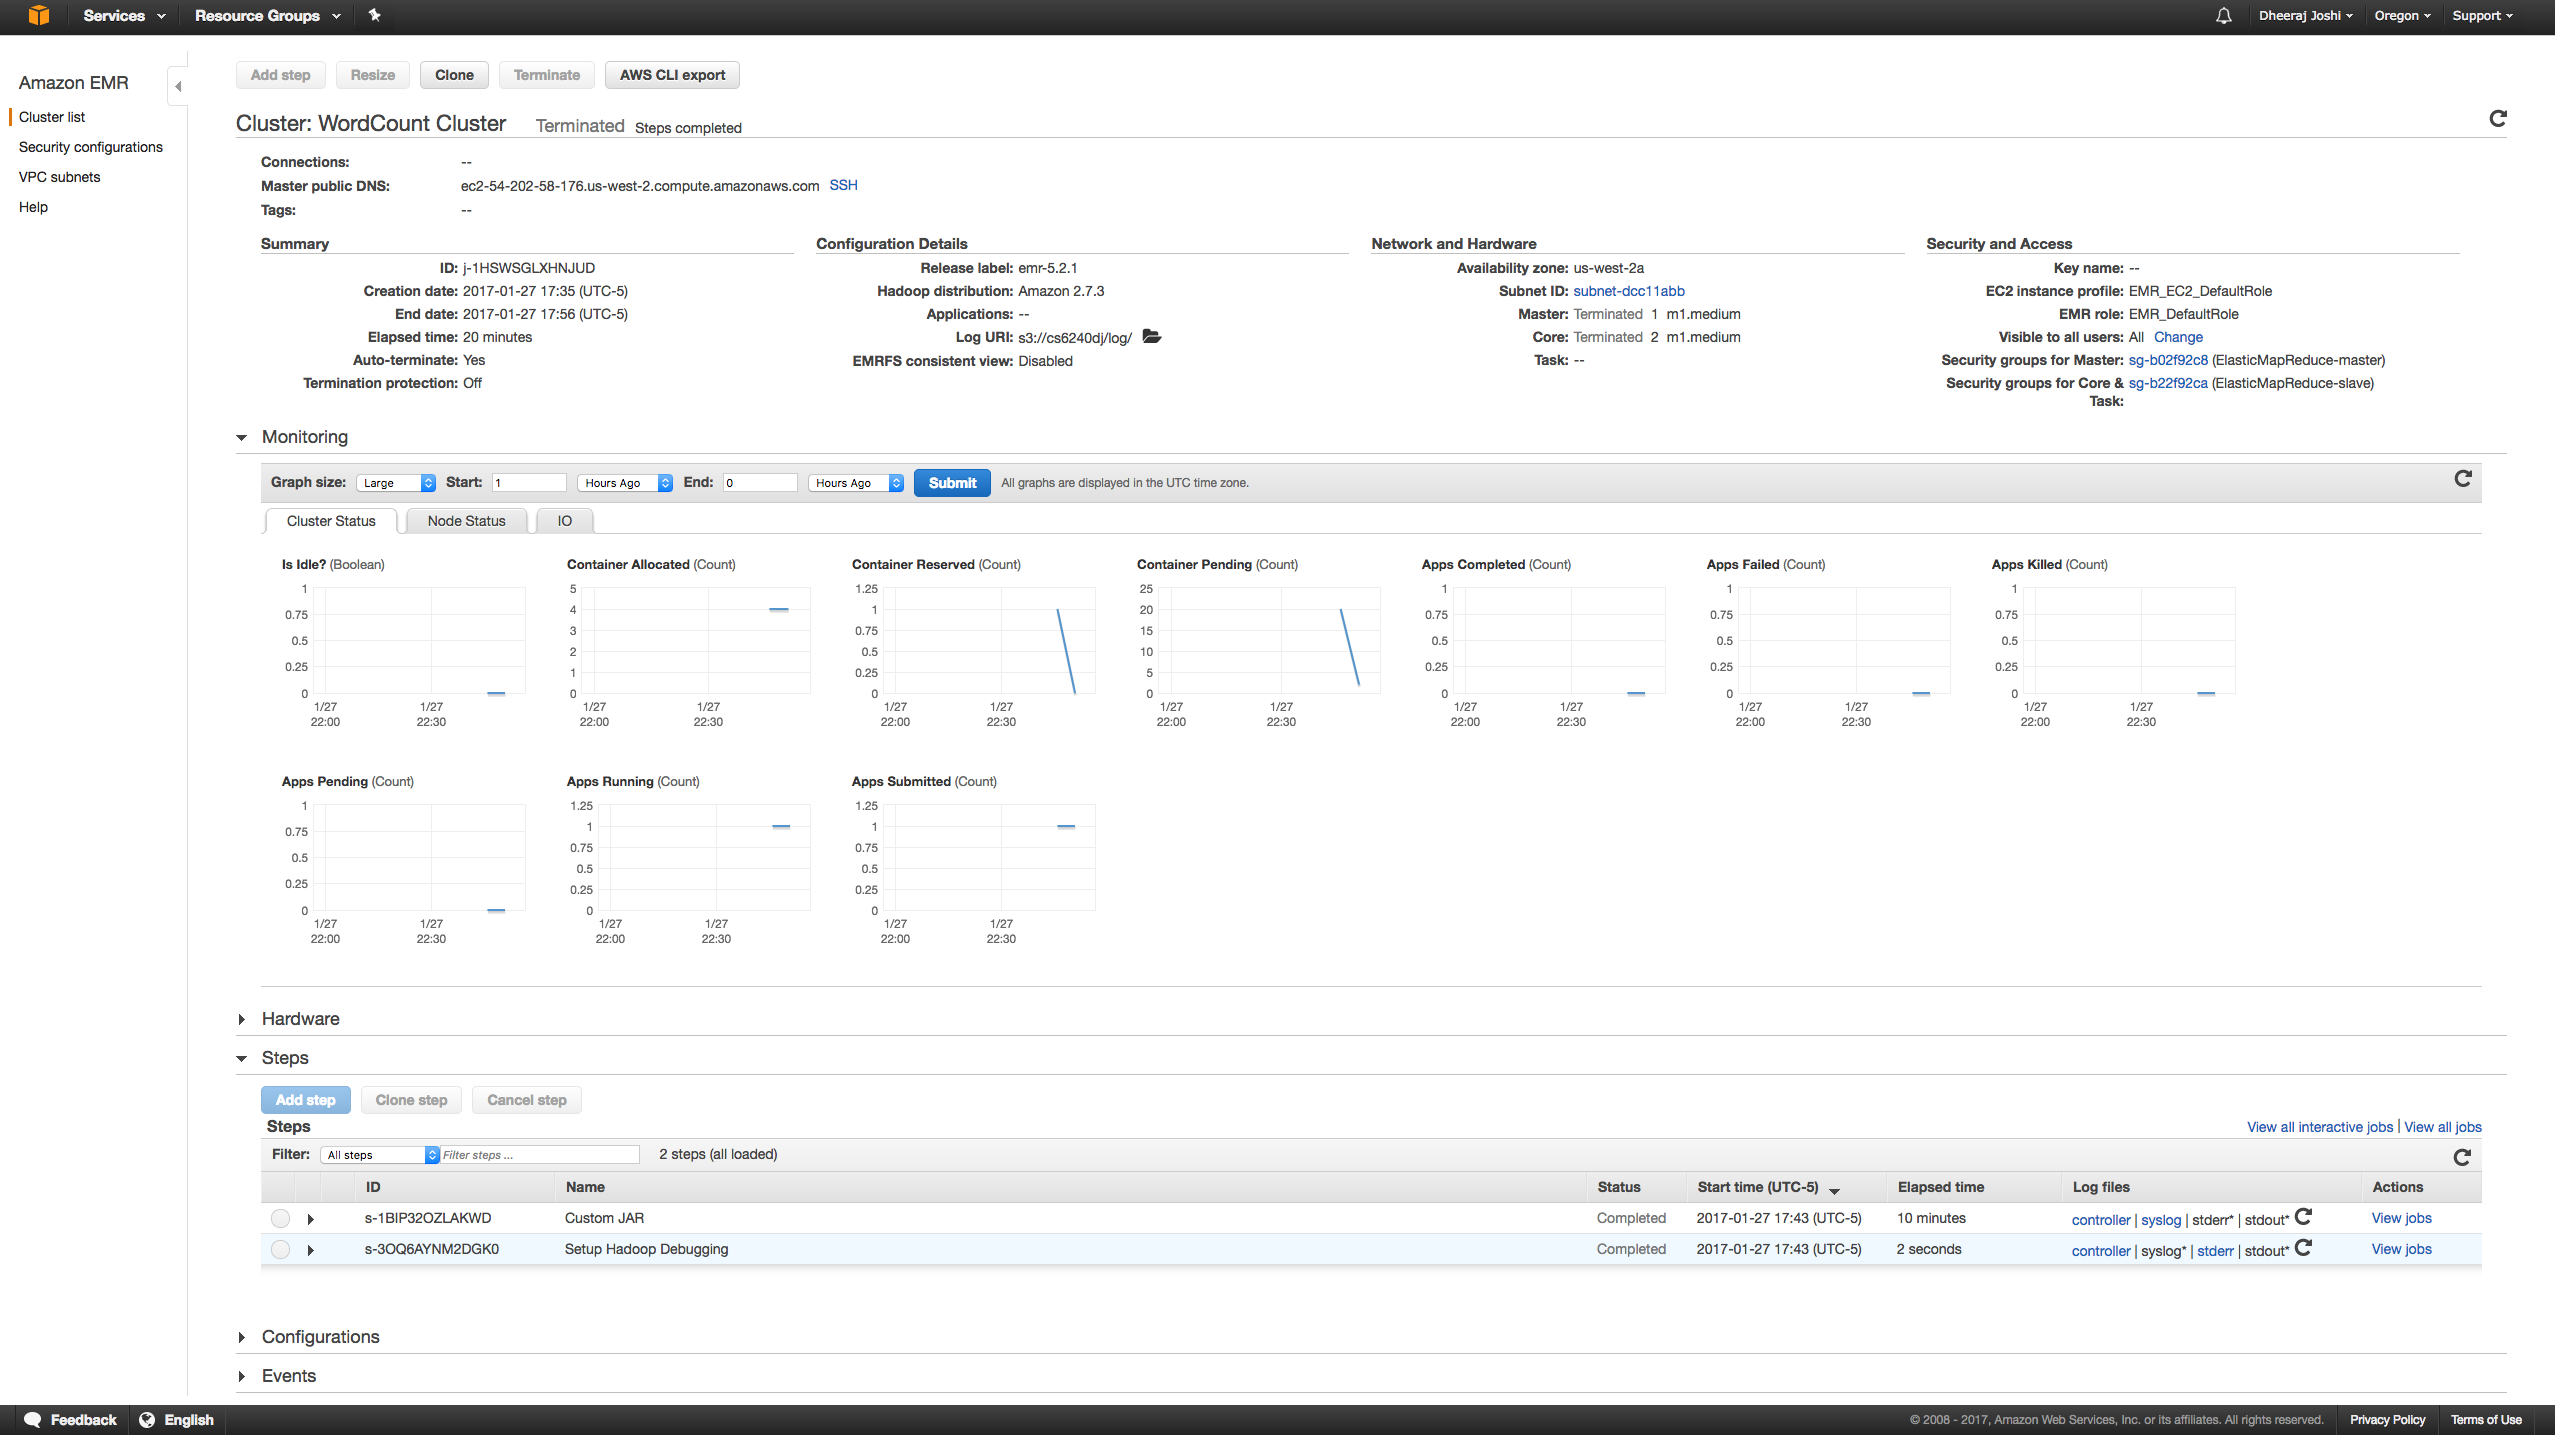 Services Resource Groups Dheeraj Joshi Oregon Support
Amazon EMR
Cluster list
Security configurations
VPC subnets
Help
Add step Resize Clone Terminate AWS CLI export
Cluster: WordCount Cluster Terminated Steps completed
Connections: --
Master public DNS: ec2-54-202-58-176.us-west-2.compute.amazonaws.com SSH
Tags: --
Summary
ID: j-1HSWSGLXHNJUD
Creation date: 2017-01-27 17:35 (UTC-5)
End date: 2017-01-27 17:56 (UTC-5)
Elapsed time: 20 minutes
Auto-terminate: Yes
Termination protection: Off
Configuration Details
Release label: emr-5.2.1
Hadoop distribution: Amazon 2.7.3
Applications: --
Log URI: s3://cs6240dj/log/
EMRFS consistent view: Disabled
Network and Hardware
Availability zone: us-west-2a
Subnet ID: subnet-dcc11abb
Master: Terminated 1 m1.medium
Core: Terminated 2 m1.medium
Task: --
Security and Access
Key name: --
EC2 instance profile: EMR_EC2_DefaultRole
EMR role: EMR_DefaultRole
Visible to all users: All Change
Security groups for Master: sg-b02f92c8 (ElasticMapReduce-master)
Security groups for Core & sg-b22f92ca (ElasticMapReduce-slave)
Task:
Monitoring
Graph size: Large Start: 1 Hours Ago End: 0 Hours Ago Submit All graphs are displayed in the UTC time zone.
Cluster Status Node Status IO
Is Idle? (Boolean)
1
0.75
0.5
0.25
0
1/27 1/27
22:00 22:30
Container Allocated (Count)
5
4
3
2
1
0
1/27 1/27
22:00 22:30
Container Reserved (Count)
1.25
1
0.75
0.5
0.25
0
1/27 1/27
22:00 22:30
Container Pending (Count)
25
20
15
10
5
0
1/27 1/27
22:00 22:30
Apps Completed (Count)
1
0.75
0.5
0.25
0
1/27 1/27
22:00 22:30
Apps Failed (Count)
1
0.75
0.5
0.25
0
1/27 1/27
22:00 22:30
Apps Killed (Count)
1
0.75
0.5
0.25
0
1/27 1/27
22:00 22:30
Apps Pending (Count)
1
0.75
0.5
0.25
0
1/27 1/27
22:00 22:30
Apps Running (Count)
1.25
1
0.75
0.5
0.25
0
1/27 1/27
22:00 22:30
Apps Submitted (Count)
1.25
1
0.75
0.5
0.25
0
1/27 1/27
22:00 22:30
Hardware
Steps
Add step Clone step Cancel step
Steps View all interactive jobs | View all jobs
Filter: All steps Filter steps ... 2 steps (all loaded)
ID Name Status Start time (UTC-5) Elapsed time Log files Actions
s-1BIP32OZLAKWD Custom JAR Completed 2017-01-27 17:43 (UTC-5) 10 minutes controller | syslog | stderr* | stdout* View jobs
s-3OQ6AYNM2DGK0 Setup Hadoop Debugging Completed 2017-01-27 17:43 (UTC-5) 2 seconds controller | syslog* | stderr | stdout* View jobs
Configurations
Events
Feedback English © 2008 - 2017, Amazon Web Services, Inc. or its affiliates. All rights reserved. Privacy Policy Terms of Use